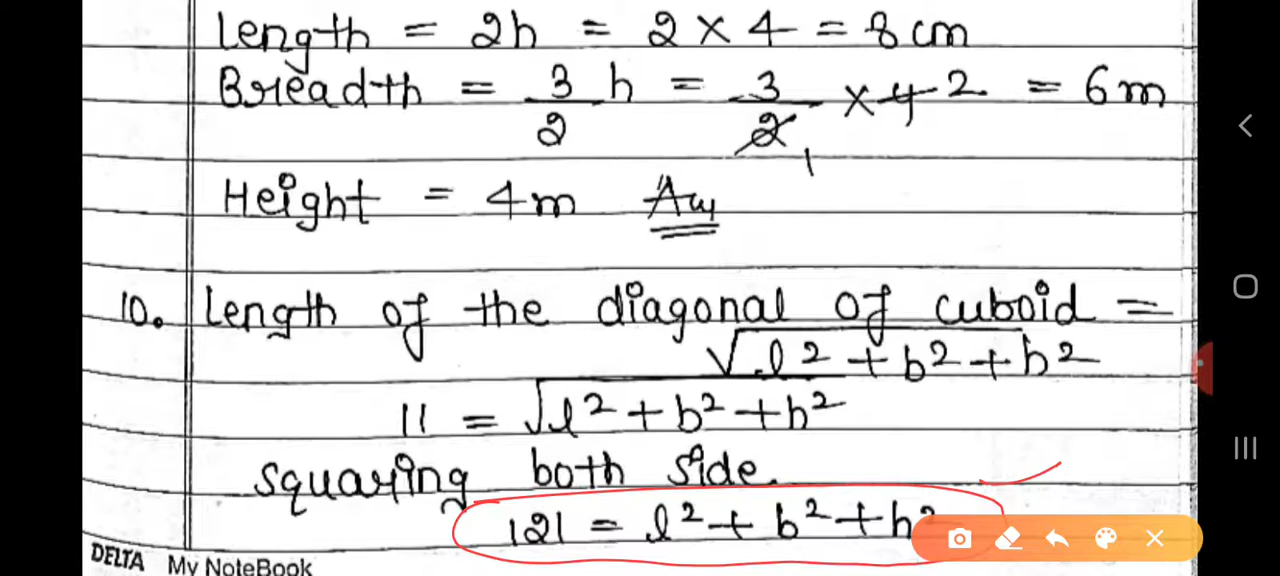 Length = 2h = 2 × 4 = 8 cm
Breadth = 3/2 h = 3/2 × 4 2 = 6 m
1
Height = 4 m Ans
10. Length of the diagonal of cuboid =
√l² + b² + h²
11 = √l² + b² + h²
Squaring both side
121 = l² + b² + h²
DELTA My NoteBook